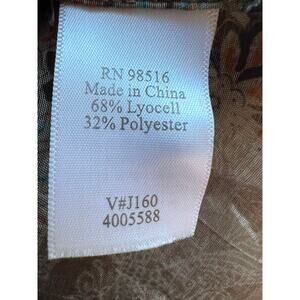 RN 98516
Made in China
68% Lyocell
32% Polyester
V#J160
4005588